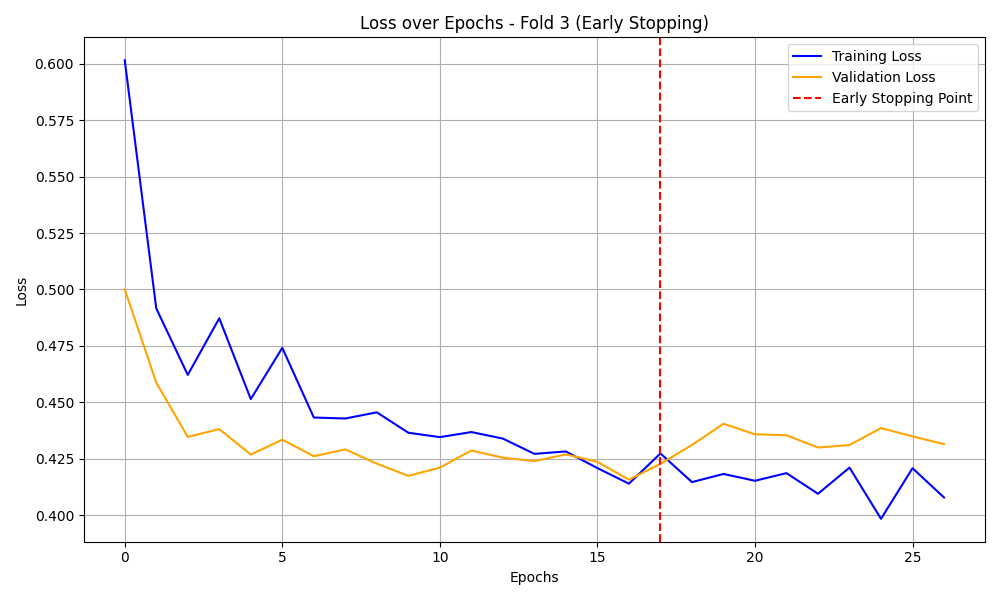 Loss over Epochs - Fold 3 (Early Stopping)
Training Loss
Validation Loss
Early Stopping Point
Loss
0.600
0.575
0.550
0.525
0.500
0.475
0.450
0.425
0.400
0 5 10 15 20 25
Epochs